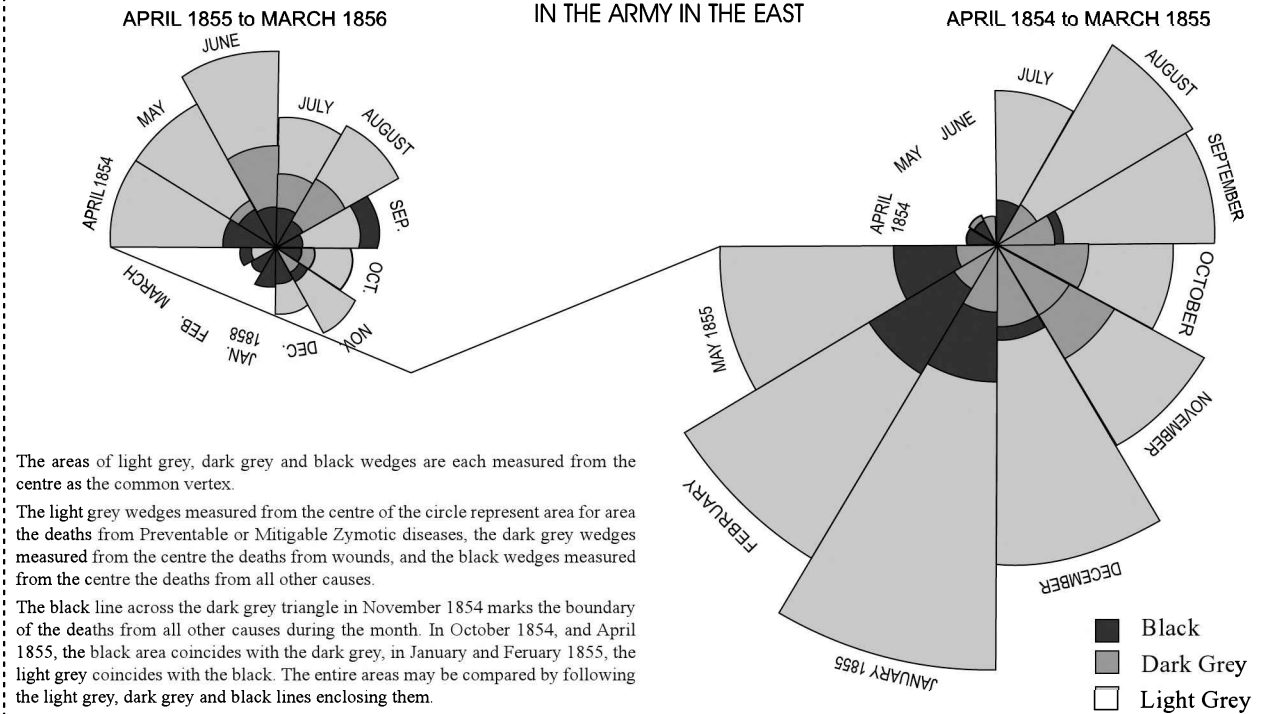 APRIL 1855 to MARCH 1856
IN THE ARMY IN THE EAST
APRIL 1854 to MARCH 1855
JUNE
MAY
JULY
AUGUST
APRIL1854
SEP.
OCT.
NOV.
DEC.
JAN.
1858
FEB.
MARCH
AUGUST
JULY
JUNE
MAY
APRIL
1854
SEPTEMBER
OCTOBER
NOVEMBER
DECEMBER
JANUARY 1855
FEBRUARY
MAY 1855
The areas of light grey, dark grey and black wedges are each measured from the
centre as the common vertex.
The light grey wedges measured from the centre of the circle represent area for area
the deaths from Preventable or Mitigable Zymotic diseases, the dark grey wedges
measured from the centre the deaths from wounds, and the black wedges measured
from the centre the deaths from all other causes.
The black line across the dark grey triangle in November 1854 marks the boundary
of the deaths from all other causes during the month. In October 1854, and April
1855, the black area coincides with the dark grey, in January and Feruary 1855, the
light grey coincides with the black. The entire areas may be compared by following
the light grey, dark grey and black lines enclosing them.
Black
Dark Grey
Light Grey